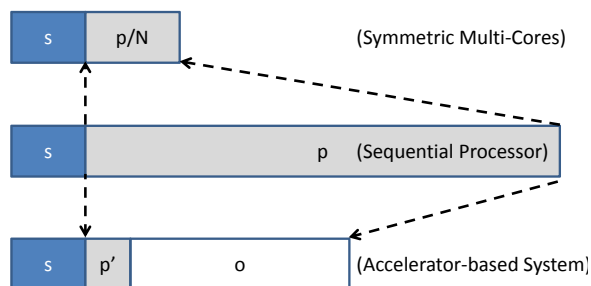 s p/N (Symmetric Multi-Cores)
s p (Sequential Processor)
s p' o (Accelerator-based System)